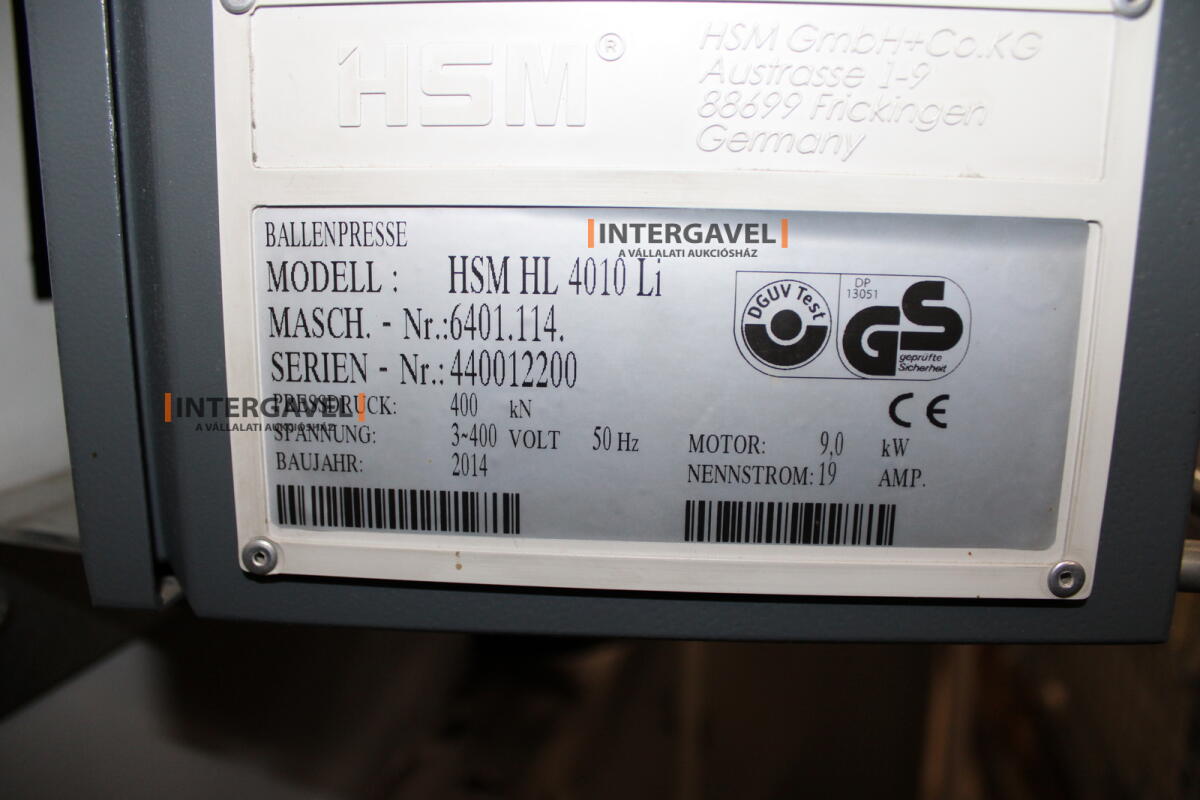 HSM®
HSM GmbH+Co.KG
Austrasse 1-9
88699 Frickingen
Germany
BALLENPRESSE
|INTERGAVEL|
A VÁLLALATI AUKCIÓSHÁZ
MODELL : HSM HL 4010 Li
MASCH. - Nr.:6401.114.
SERIEN - Nr.: 440012200
DGUV Test
DP
13051
GS
geprüfte
Sicherheit
CE
PRESSDRUCK: 400 kN
|INTERGAVEL|
A VÁLLALATI AUKCIÓSHÁZ
SPANNUNG: 3~400 VOLT 50 Hz
BAUJAHR: 2014
MOTOR: 9,0 kW
NENNSTROM: 19 AMP.